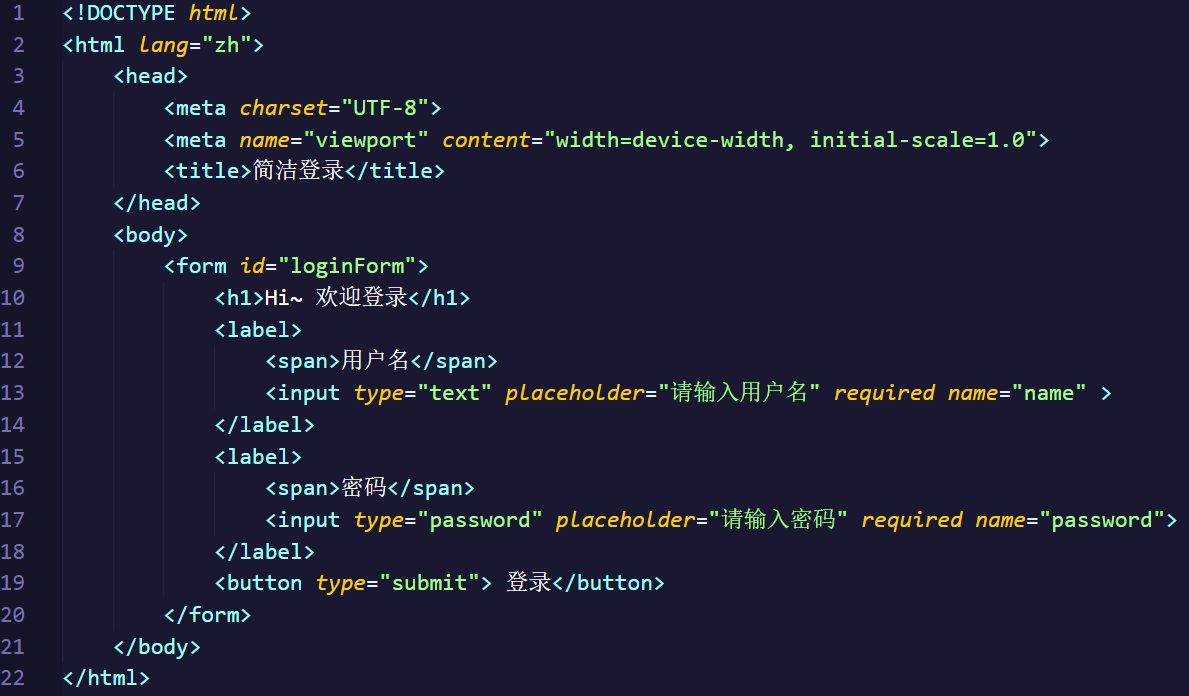 1 <!DOCTYPE html>
2 <html lang="zh">
3     <head>
4         <meta charset="UTF-8">
5         <meta name="viewport" content="width=device-width, initial-scale=1.0">
6         <title>简洁登录</title>
7     </head>
8     <body>
9         <form id="loginForm">
10             <h1>Hi~ 欢迎登录</h1>
11             <label>
12                 <span>用户名</span>
13                 <input type="text" placeholder="请输入用户名" required name="name" >
14             </label>
15             <label>
16                 <span>密码</span>
17                 <input type="password" placeholder="请输入密码" required name="password">
18             </label>
19             <button type="submit"> 登录</button>
20         </form>
21     </body>
22 </html>